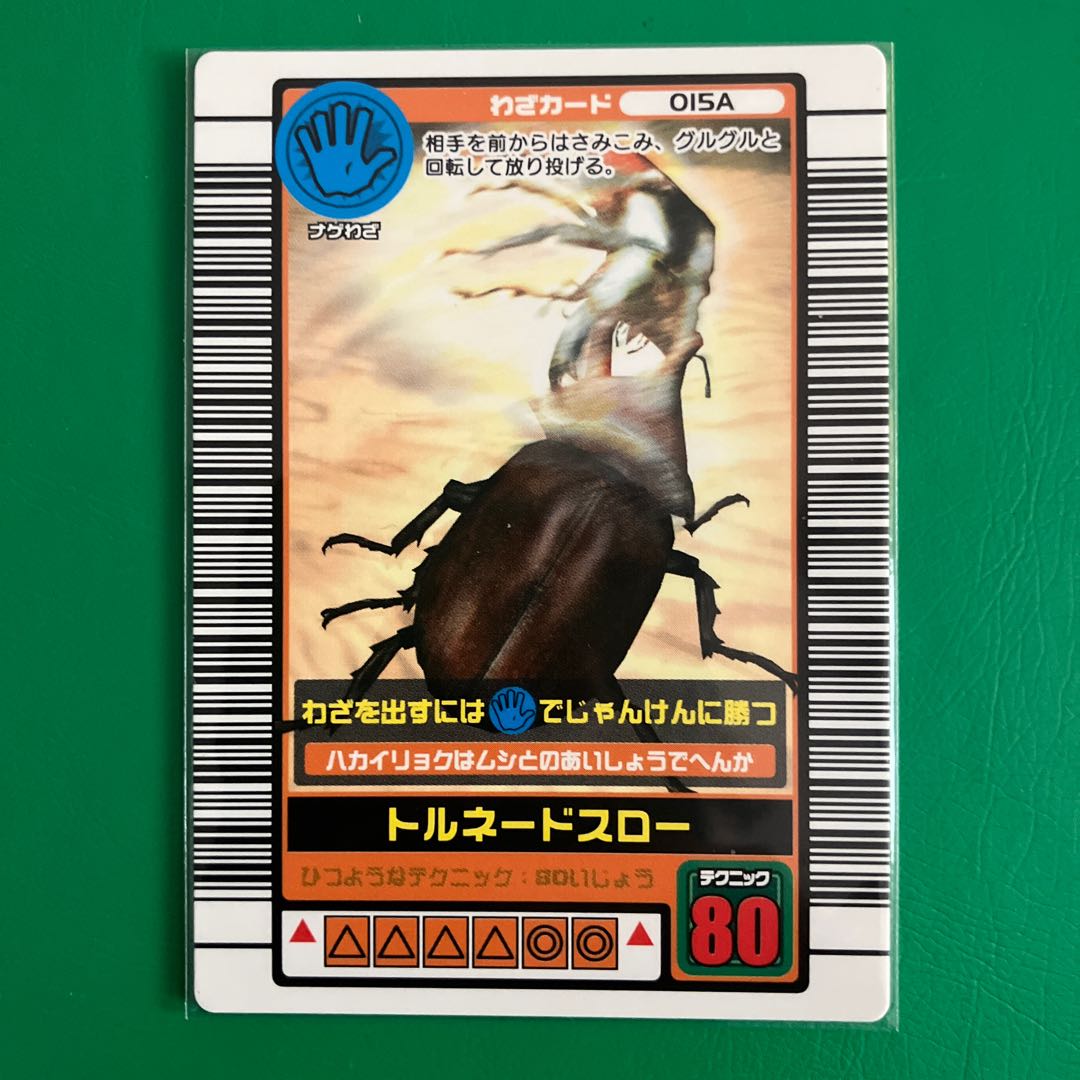 わざカード 015A
相手を前からはさみこみ、グルグルと
回転して放り投げる。
ナゲわざ
わざを出すには でじゃんけんに勝つ
ハカイリョクはムシとのあいしょうでへんか
トルネードスロー
ひつようなテクニック：80いじょう
テクニック
80